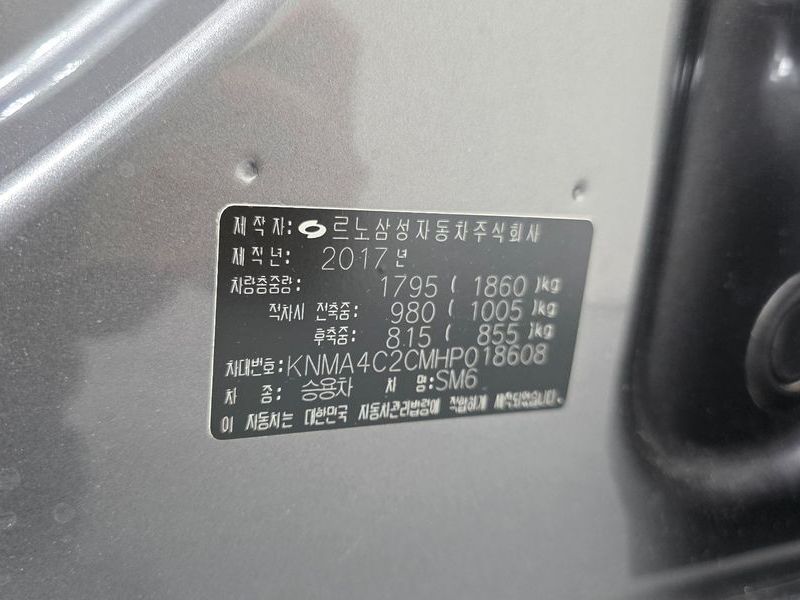 제작자: 르노삼성자동차주식회사
제작년: 2017 년
차량총중량: 1795 ( 1860 )kg
적차시 전축중: 980 ( 1005 )kg
후축중: 815 ( 855 )kg
차대번호: KNMA4C2CMHP018608
차 종: 승용차 차 명: SM6
이 자동차는 대한민국 자동차관리법령에 적합하게 제작되었습니다.